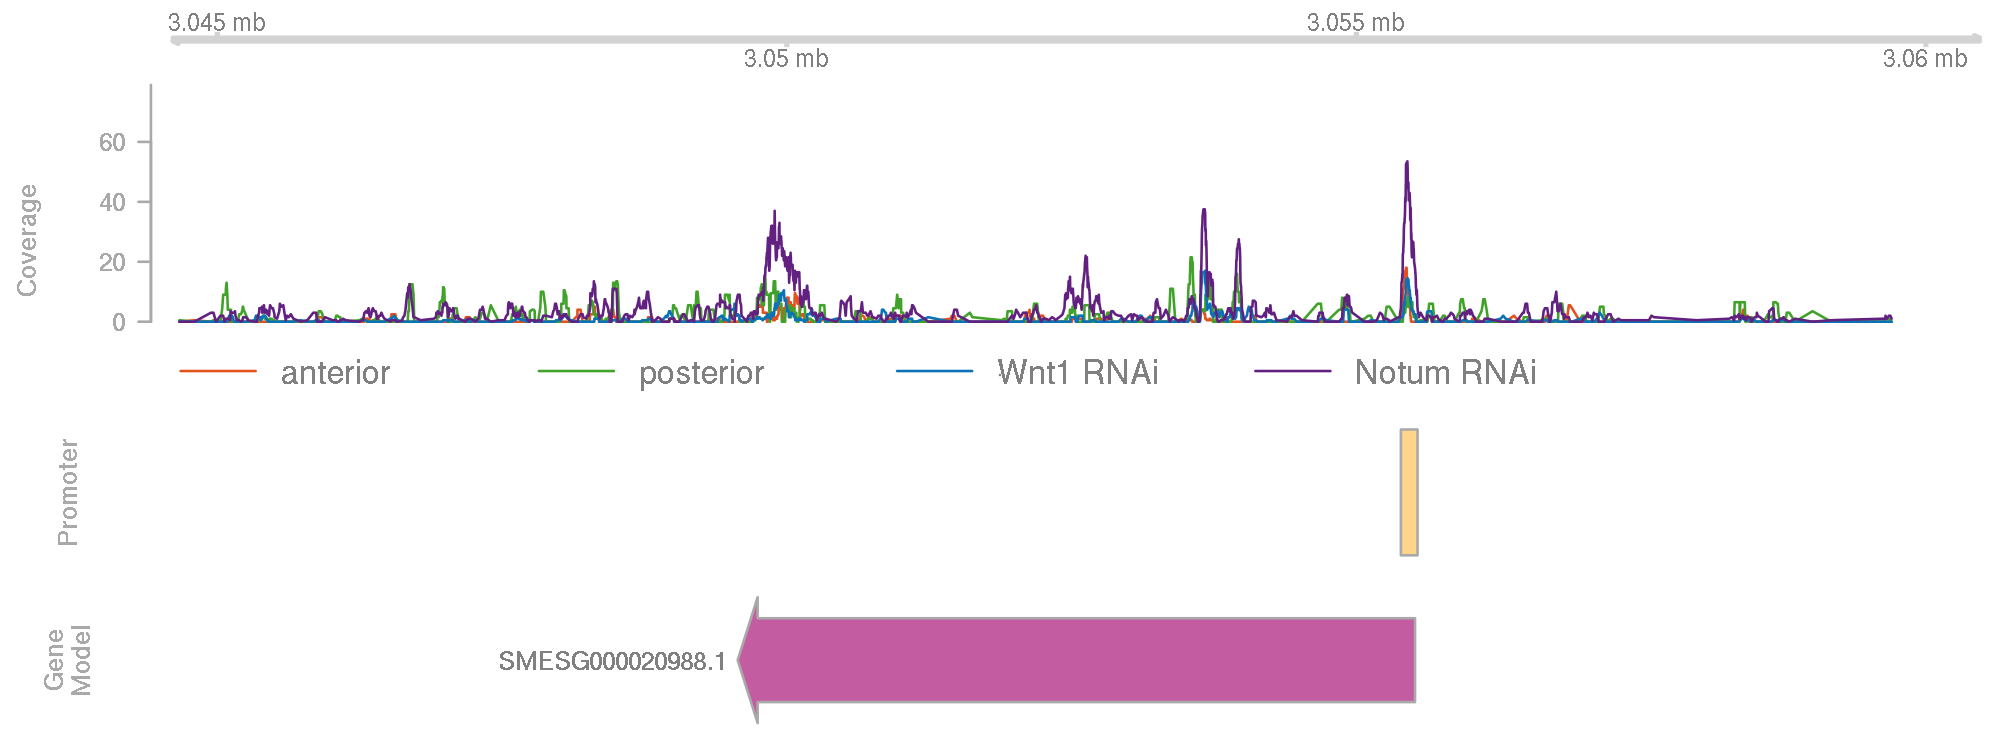 3.045 mb
3.055 mb
3.05 mb
3.06 mb
Coverage
60
40
20
0
anterior
posterior
Wnt1 RNAi
Notum RNAi
Promoter
Gene
Model
SMESG000020988.1